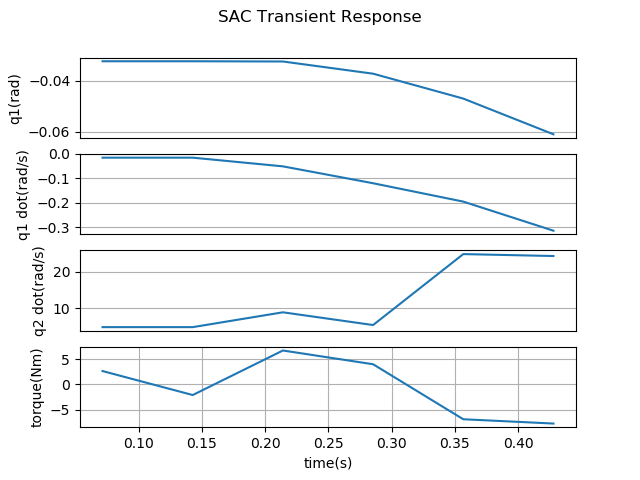 SAC Transient Response
−0.04
−0.06
q1(rad)
0.0
−0.1
−0.2
−0.3
q1 dot(rad/s)
20
10
q2 dot(rad/s)
5
0
−5
torque(Nm)
0.10 0.15 0.20 0.25 0.30 0.35 0.40
time(s)